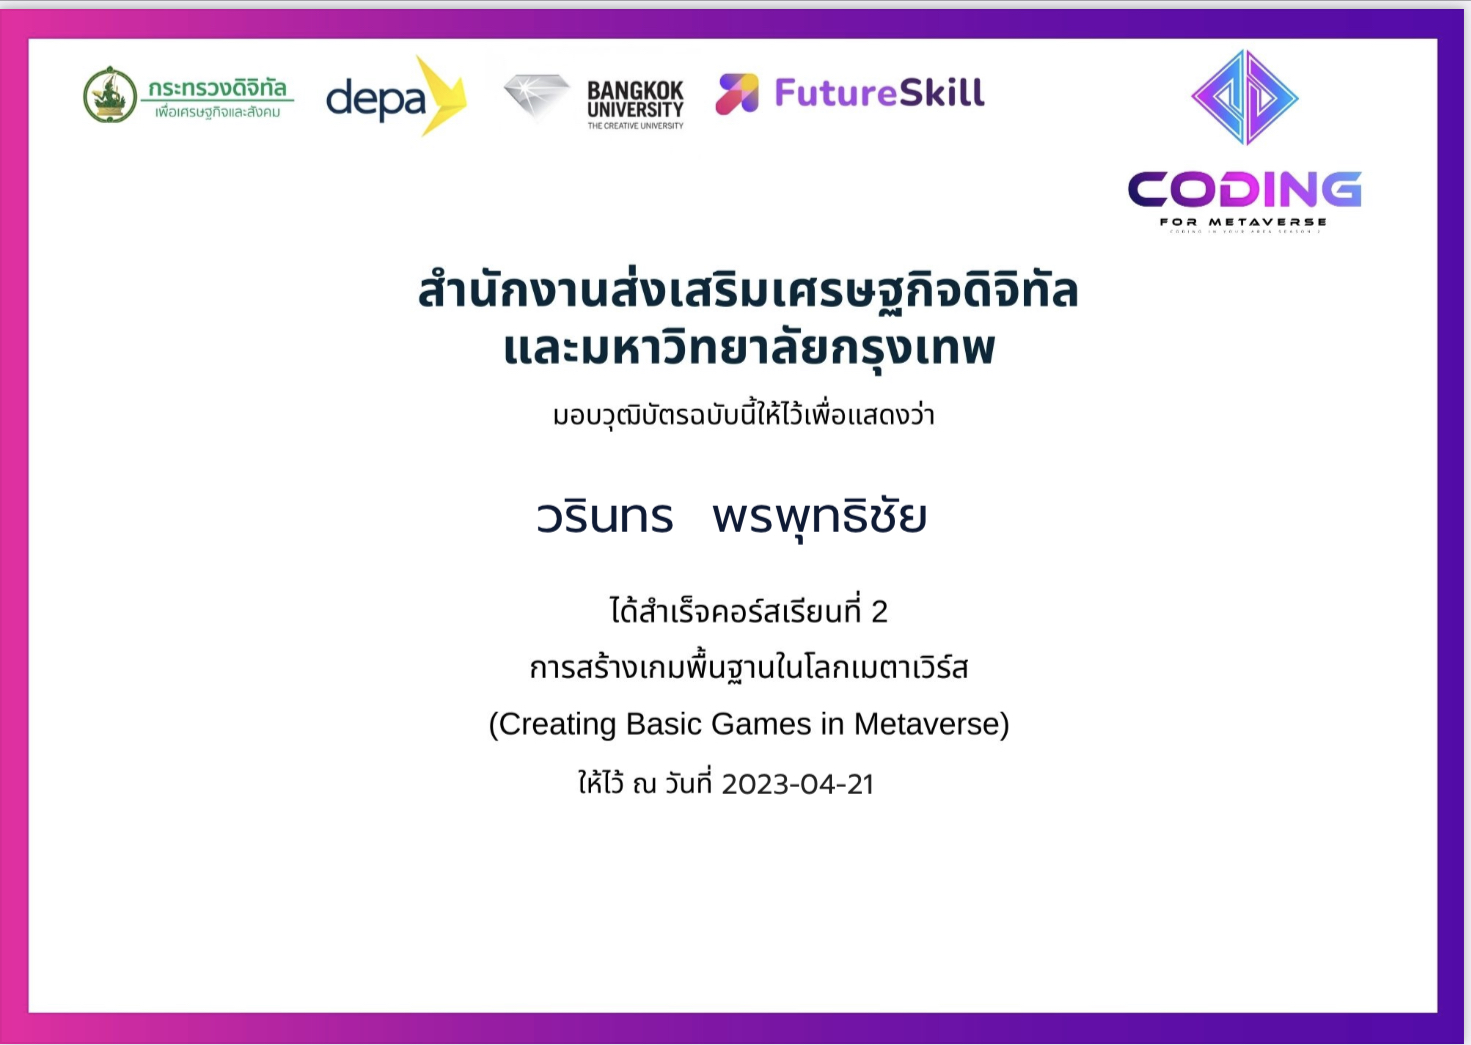 กระทรวงดิจิทัล
เพื่อเศรษฐกิจและสังคม
depa
BANGKOK
UNIVERSITY
THE CREATIVE UNIVERSITY
FutureSkill
CODING
FOR METAVERSE
CODING IN YOUR AREA SEASON 2
สำนักงานส่งเสริมเศรษฐกิจดิจิทัล
และมหาวิทยาลัยกรุงเทพ
มอบวุฒิบัตรฉบับนี้ให้ไว้เพื่อแสดงว่า
วรินทร พรพุทธิชัย
ได้สำเร็จคอร์สเรียนที่ 2
การสร้างเกมพื้นฐานในโลกเมตาเวิร์ส
(Creating Basic Games in Metaverse)
ให้ไว้ ณ วันที่ 2023-04-21